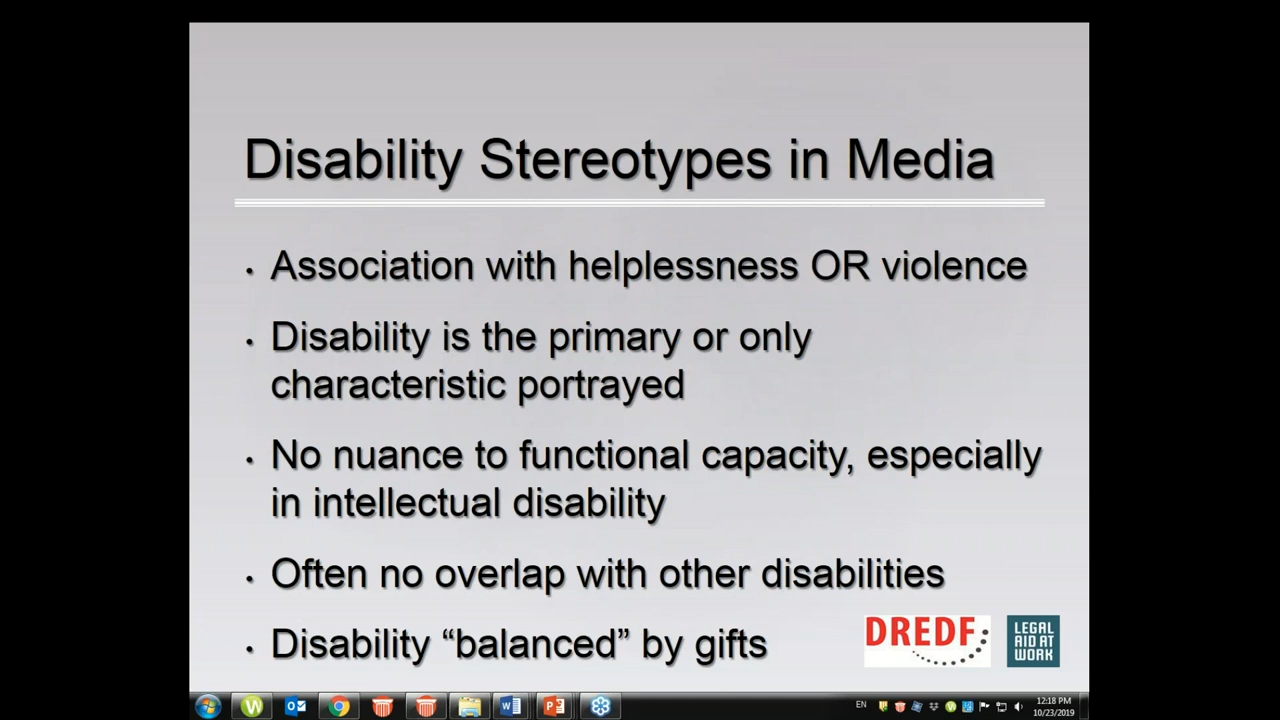 Disability Stereotypes in Media
• Association with helplessness OR violence
• Disability is the primary or only
characteristic portrayed
• No nuance to functional capacity, especially
in intellectual disability
• Often no overlap with other disabilities
• Disability “balanced” by gifts
DREDF
LEGAL
AID AT
WORK
EN
12:18 PM
10/23/2019